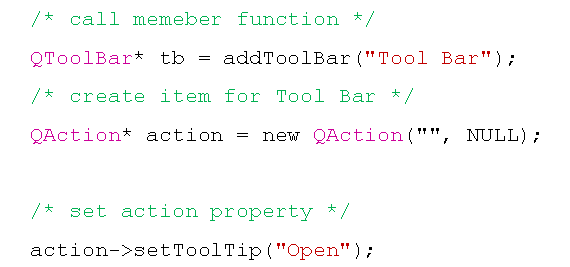 /* call memeber function */
QToolBar* tb = addToolBar("Tool Bar");
/* create item for Tool Bar */
QAction* action = new QAction("", NULL);
/* set action property */
action->setToolTip("Open");